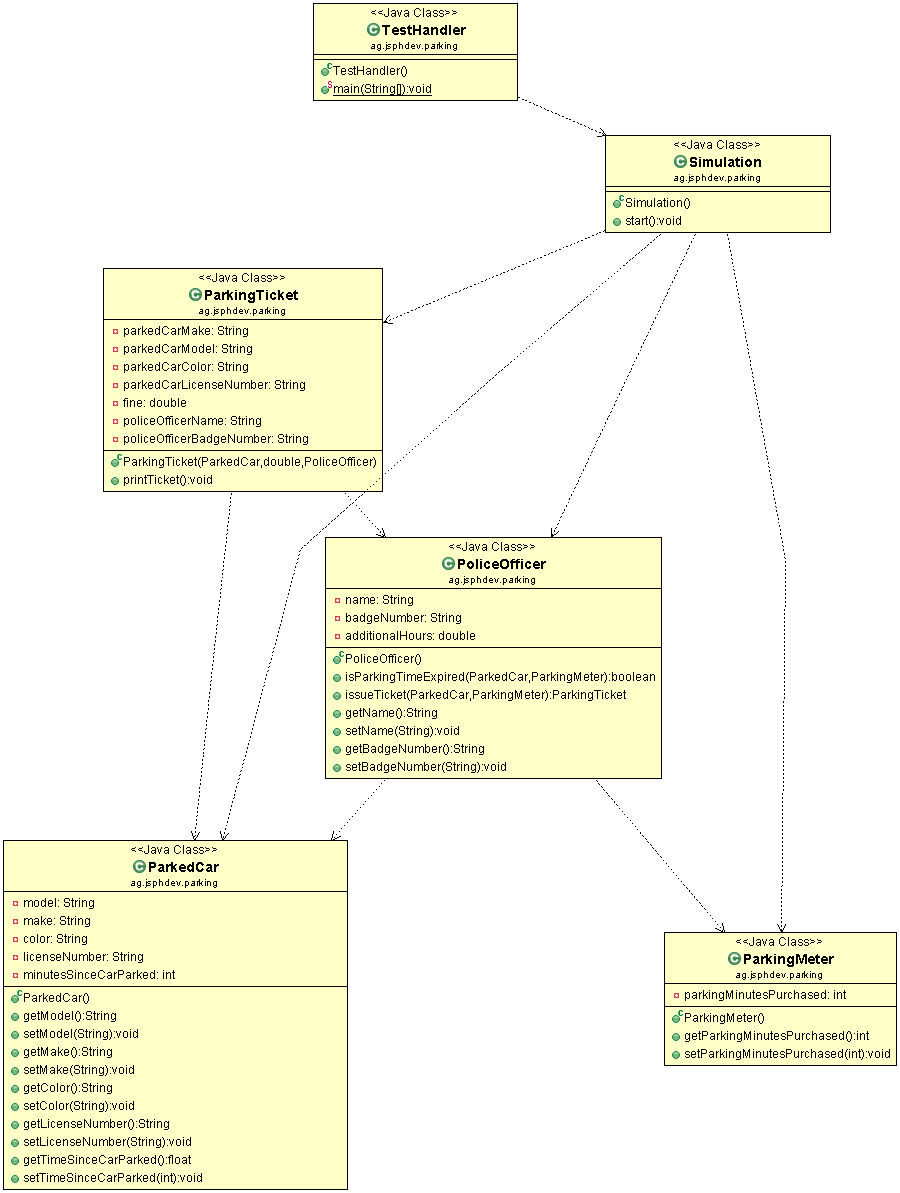 <<Java Class>>
TestHandler
ag.jsphdev.parking
TestHandler()
main(String[]):void
<<Java Class>>
Simulation
ag.jsphdev.parking
Simulation()
start():void
<<Java Class>>
ParkingTicket
ag.jsphdev.parking
parkedCarMake: String
parkedCarModel: String
parkedCarColor: String
parkedCarLicenseNumber: String
fine: double
policeOfficerName: String
policeOfficerBadgeNumber: String
ParkingTicket(ParkedCar,double,PoliceOfficer)
printTicket():void
<<Java Class>>
PoliceOfficer
ag.jsphdev.parking
name: String
badgeNumber: String
additionalHours: double
PoliceOfficer()
isParkingTimeExpired(ParkedCar,ParkingMeter):boolean
issueTicket(ParkedCar,ParkingMeter):ParkingTicket
getName():String
setName(String):void
getBadgeNumber():String
setBadgeNumber(String):void
<<Java Class>>
ParkedCar
ag.jsphdev.parking
model: String
make: String
color: String
licenseNumber: String
minutesSinceCarParked: int
ParkedCar()
getModel():String
setModel(String):void
getMake():String
setMake(String):void
getColor():String
setColor(String):void
getLicenseNumber():String
setLicenseNumber(String):void
getTimeSinceCarParked():float
setTimeSinceCarParked(int):void
<<Java Class>>
ParkingMeter
ag.jsphdev.parking
parkingMinutesPurchased: int
ParkingMeter()
getParkingMinutesPurchased():int
setParkingMinutesPurchased(int):void